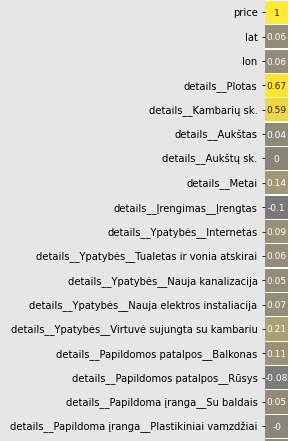 price 1
lat 0.06
lon 0.06
details__Plotas 0.67
details__Kambarių sk. 0.59
details__Aukštas 0.04
details__Aukštų sk. 0
details__Metai 0.14
details__Įrengimas__Įrengtas -0.1
details__Ypatybės__Internetas 0.09
details__Ypatybės__Tualetas ir vonia atskirai 0.06
details__Ypatybės__Nauja kanalizacija 0.05
details__Ypatybės__Nauja elektros instaliacija 0.07
details__Ypatybės__Virtuvė sujungta su kambariu 0.21
details__Papildomos patalpos__Balkonas 0.11
details__Papildomos patalpos__Rūsys -0.08
details__Papildoma įranga__Su baldais 0.05
details__Papildoma įranga__Plastikiniai vamzdžiai -0